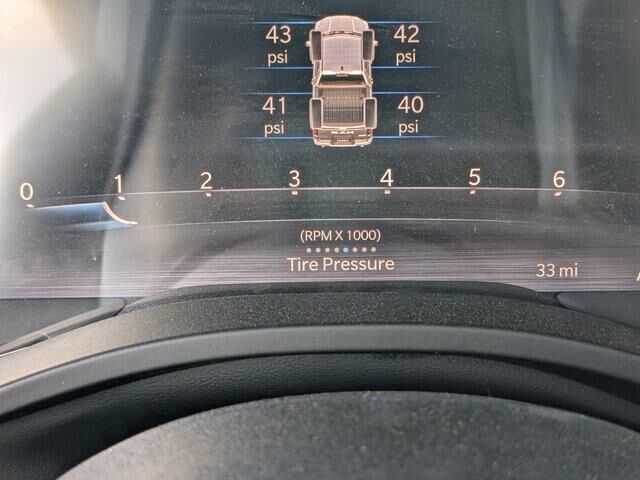 43 42
psi psi
41 40
psi psi
RAM
0 1 2 3 4 5 6
(RPM X 1000)
Tire Pressure
33 mi